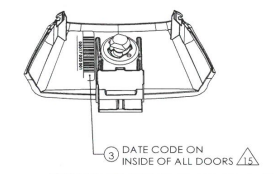 3 DATE CODE ON
INSIDE OF ALL DOORS 15